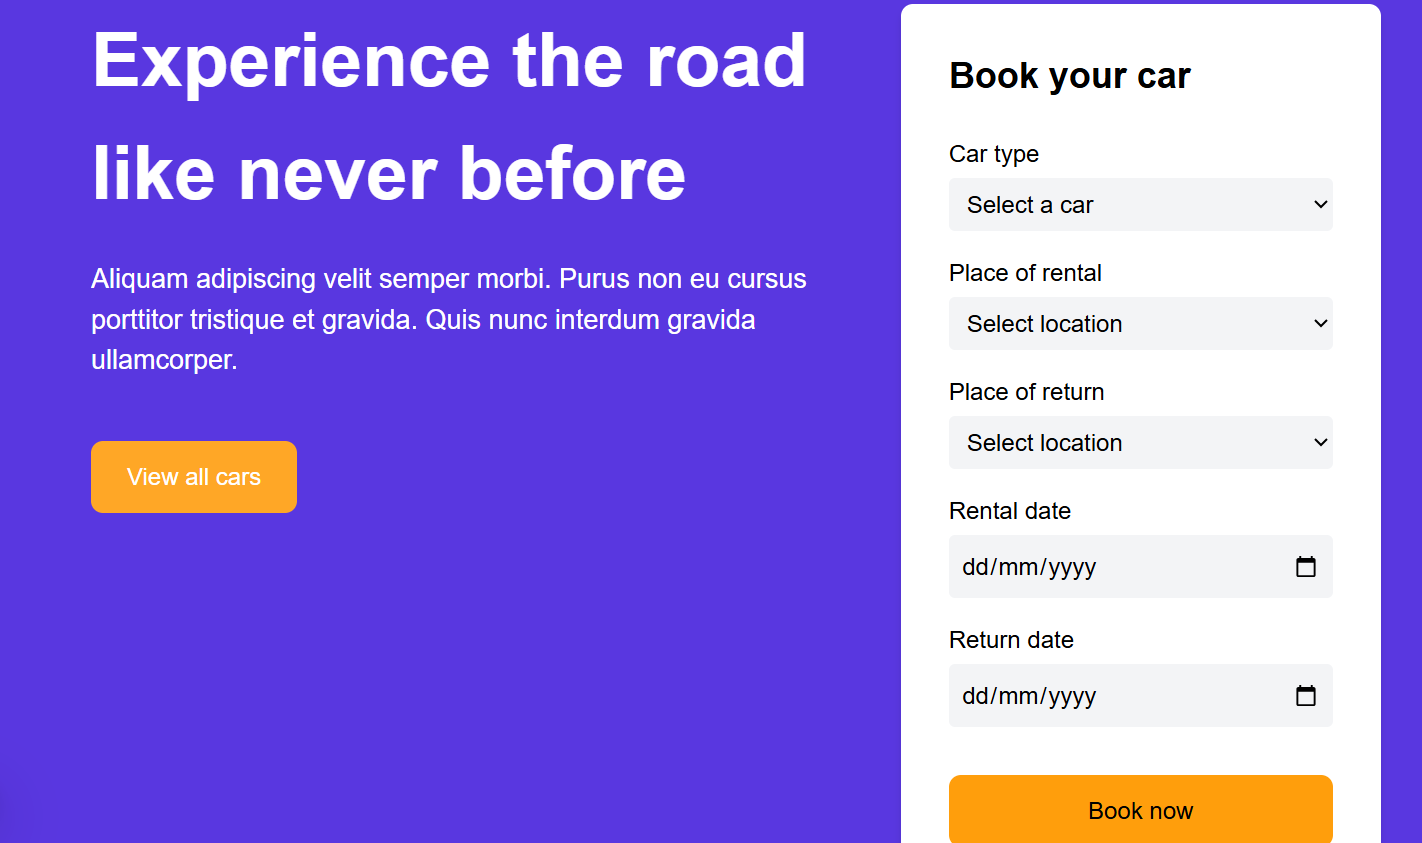 Experience the road
like never before
Aliquam adipiscing velit semper morbi. Purus non eu cursus
porttitor tristique et gravida. Quis nunc interdum gravida
ullamcorper.
View all cars
Book your car
Car type
Select a car
Place of rental
Select location
Place of return
Select location
Rental date
dd/mm/yyyy
Return date
dd/mm/yyyy
Book now